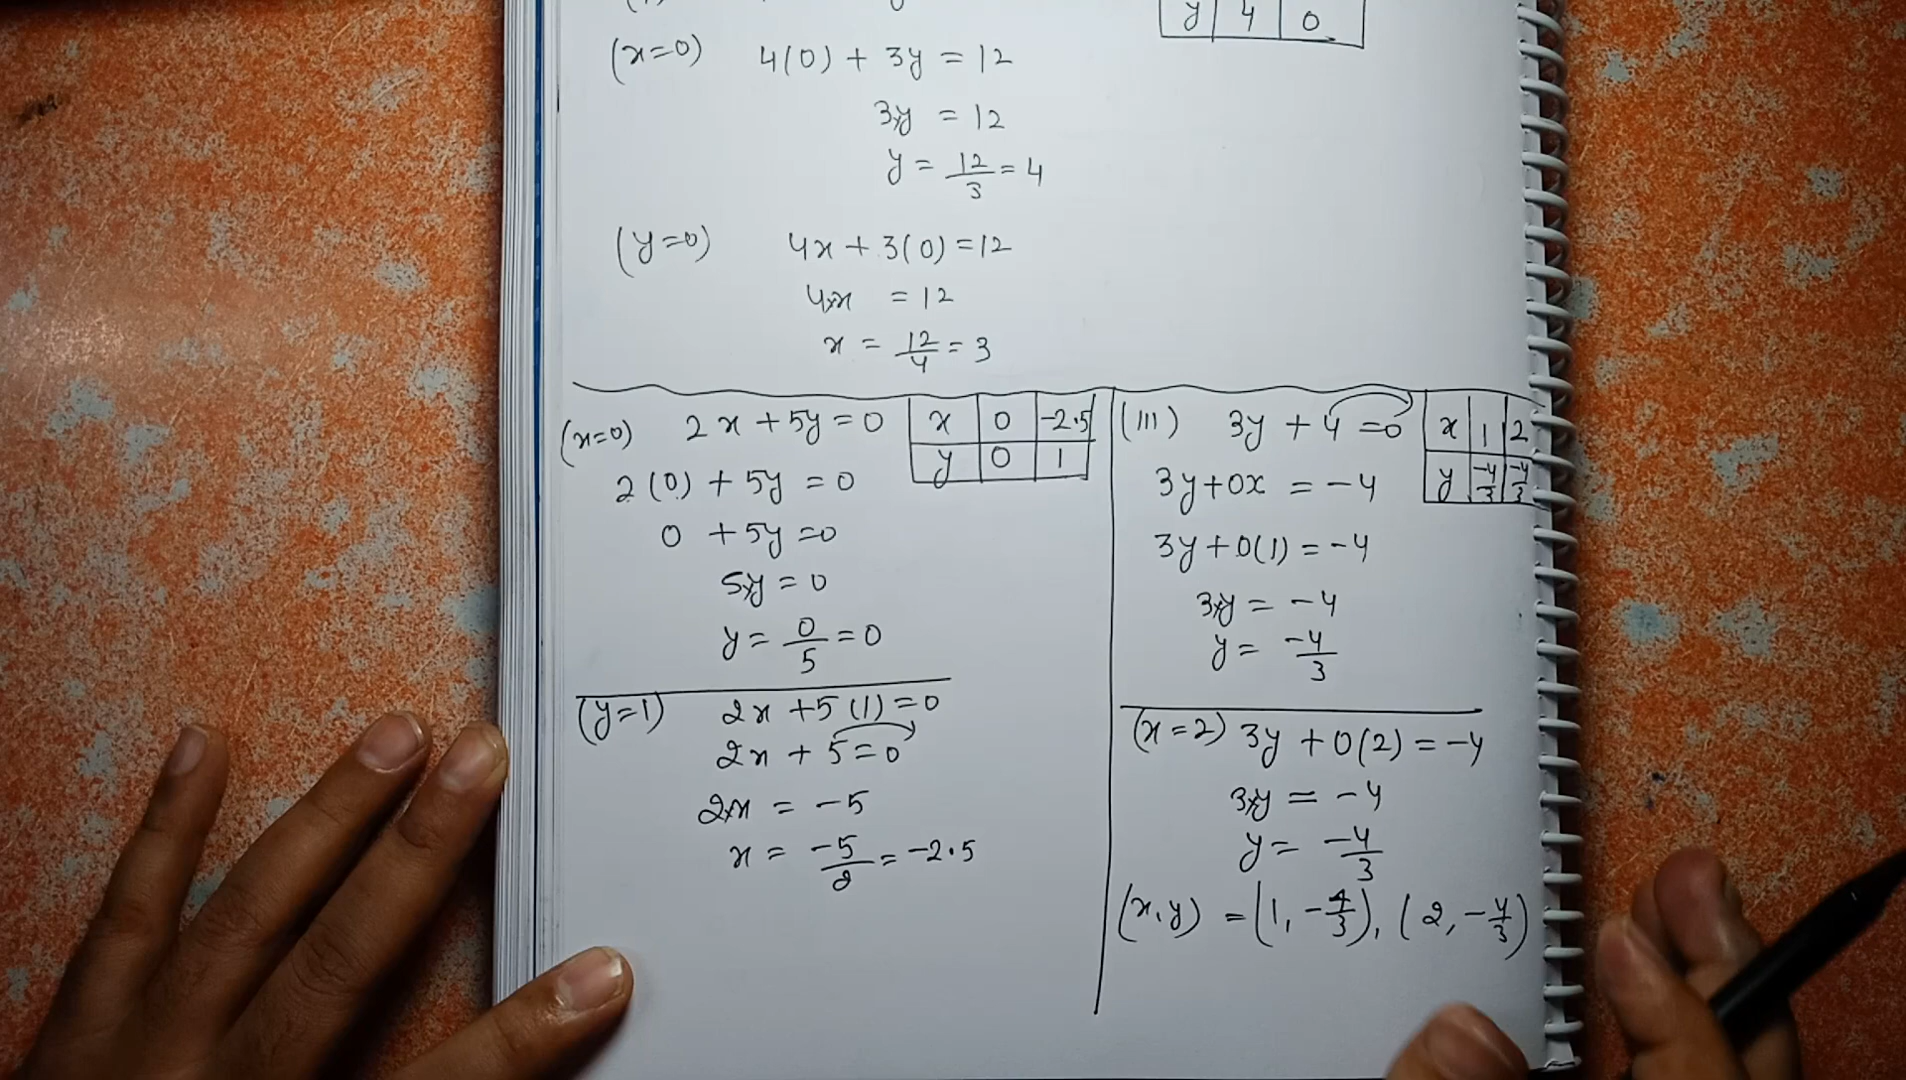 y 4 0
(x=0) 4(0) + 3y = 12
3y = 12
y = 12/3 = 4
(y=0) 4x + 3(0) = 12
4x = 12
x = 12/4 = 3
(x=0) 2x + 5y = 0
x 0 -2.5
y 0 1
2(0) + 5y = 0
0 + 5y = 0
5y = 0
y = 0/5 = 0
(y=1) 2x + 5(1) = 0
2x + 5 = 0
2x = -5
x = -5/2 = -2.5
(III) 3y + 4 = 0
x 1 2
y -4/3 -4/3
3y + 0x = -4
3y + 0(1) = -4
3y = -4
y = -4/3
(x=2) 3y + 0(2) = -4
3y = -4
y = -4/3
(x,y) = (1, -4/3), (2, -4/3)